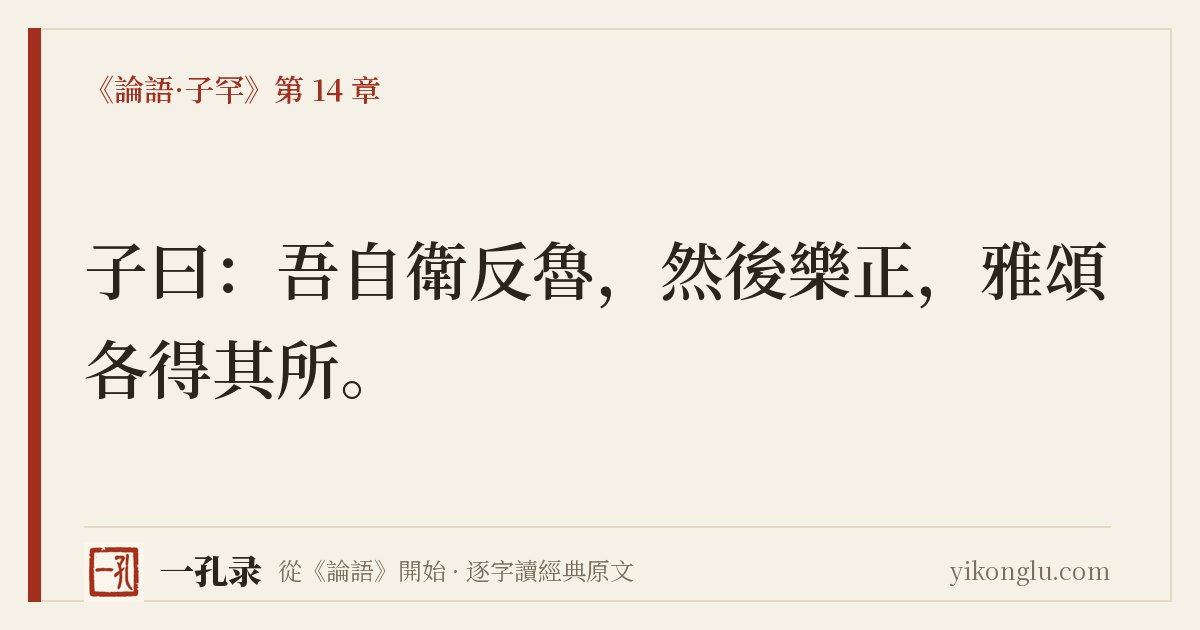 《論語·子罕》第 14 章
子曰：吾自衛反魯，然後樂正，雅頌
各得其所。
一孔
一孔录 從《論語》開始 · 逐字讀經典原文
yikonglu.com